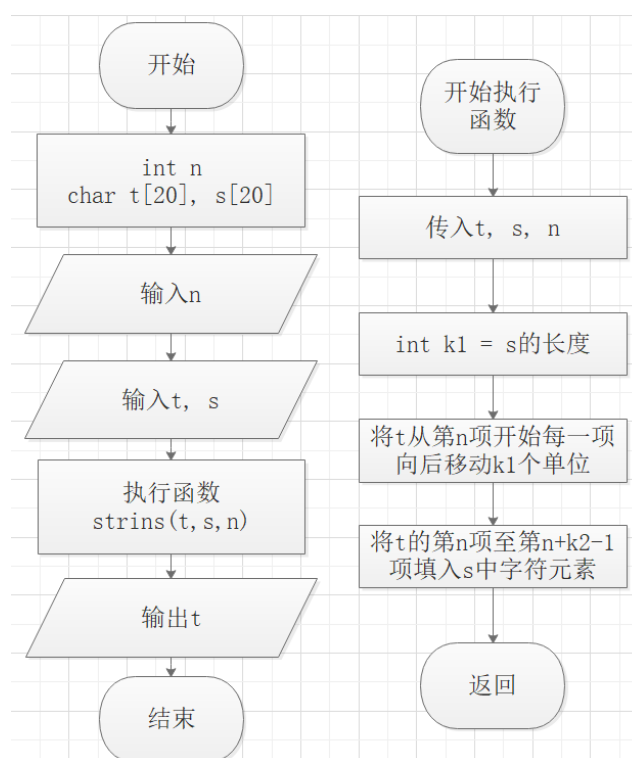 开始
int n
char t[20], s[20]
输入n
输入t, s
执行函数
strins(t,s,n)
输出t
结束
开始执行
函数
传入t, s, n
int k1 = s的长度
将t从第n项开始每一项
向后移动k1个单位
将t的第n项至第n+k2-1
项填入s中字符元素
返回